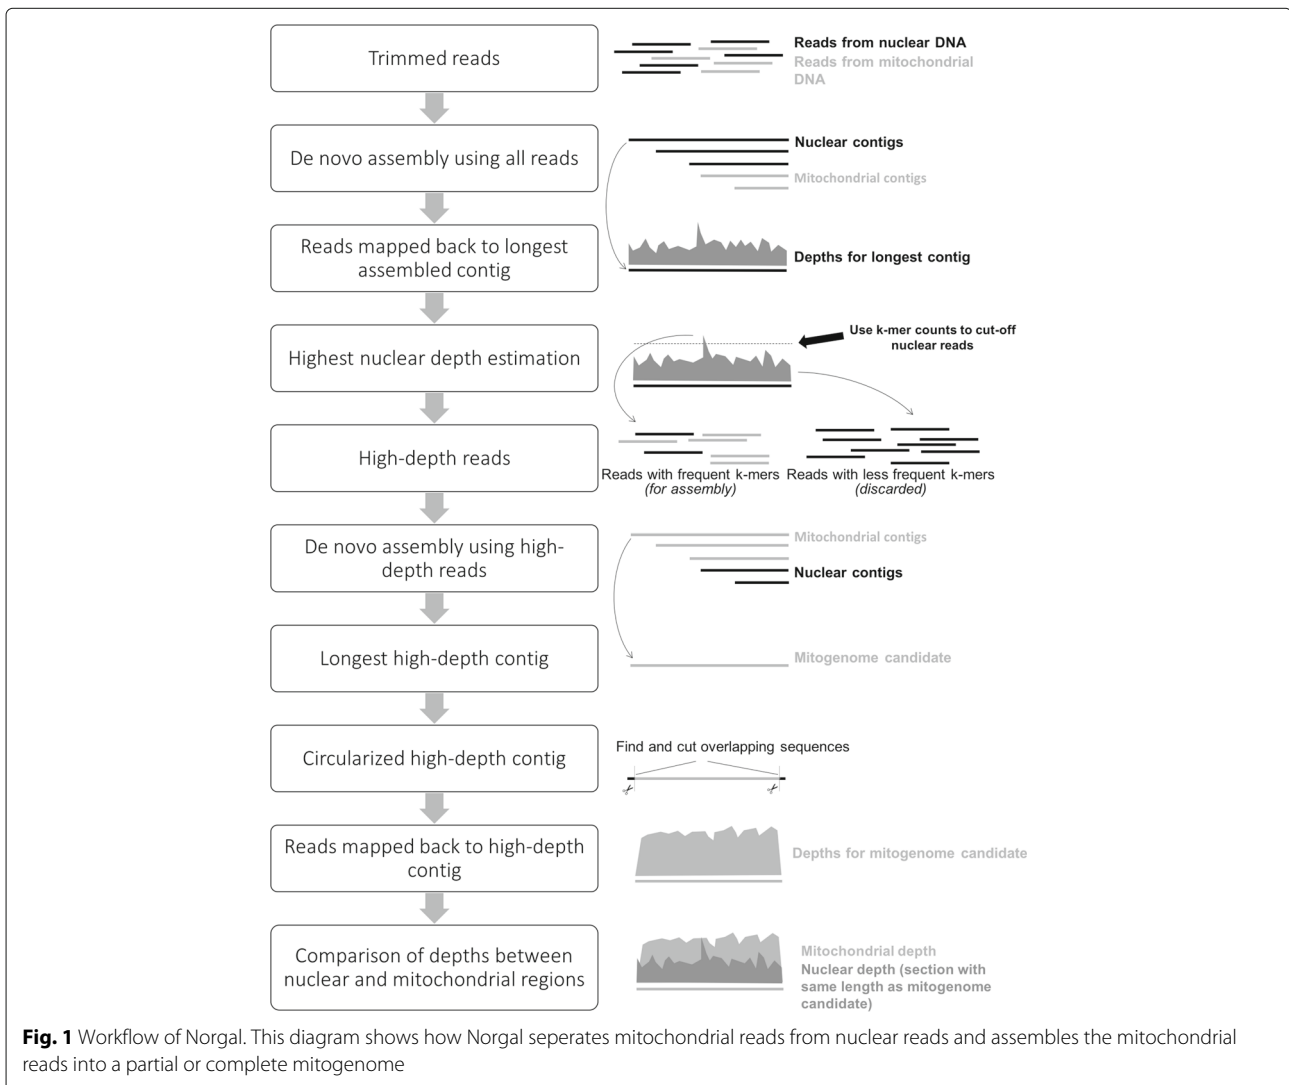 Trimmed reads
Reads from nuclear DNA
Reads from mitochondrial
DNA
De novo assembly using all reads
Nuclear contigs
Mitochondrial contigs
Reads mapped back to longest
assembled contig
Depths for longest contig
Highest nuclear depth estimation
Use k-mer counts to cut-off
nuclear reads
High-depth reads
Reads with frequent k-mers
(for assembly)
Reads with less frequent k-mers
(discarded)
De novo assembly using high-
depth reads
Mitochondrial contigs
Nuclear contigs
Longest high-depth contig
Mitogenome candidate
Circularized high-depth contig
Find and cut overlapping sequences
Reads mapped back to high-depth
contig
Depths for mitogenome candidate
Comparison of depths between
nuclear and mitochondrial regions
Mitochondrial depth
Nuclear depth (section with
same length as mitogenome
candidate)
Fig. 1 Workflow of Norgal. This diagram shows how Norgal seperates mitochondrial reads from nuclear reads and assembles the mitochondrial
reads into a partial or complete mitogenome